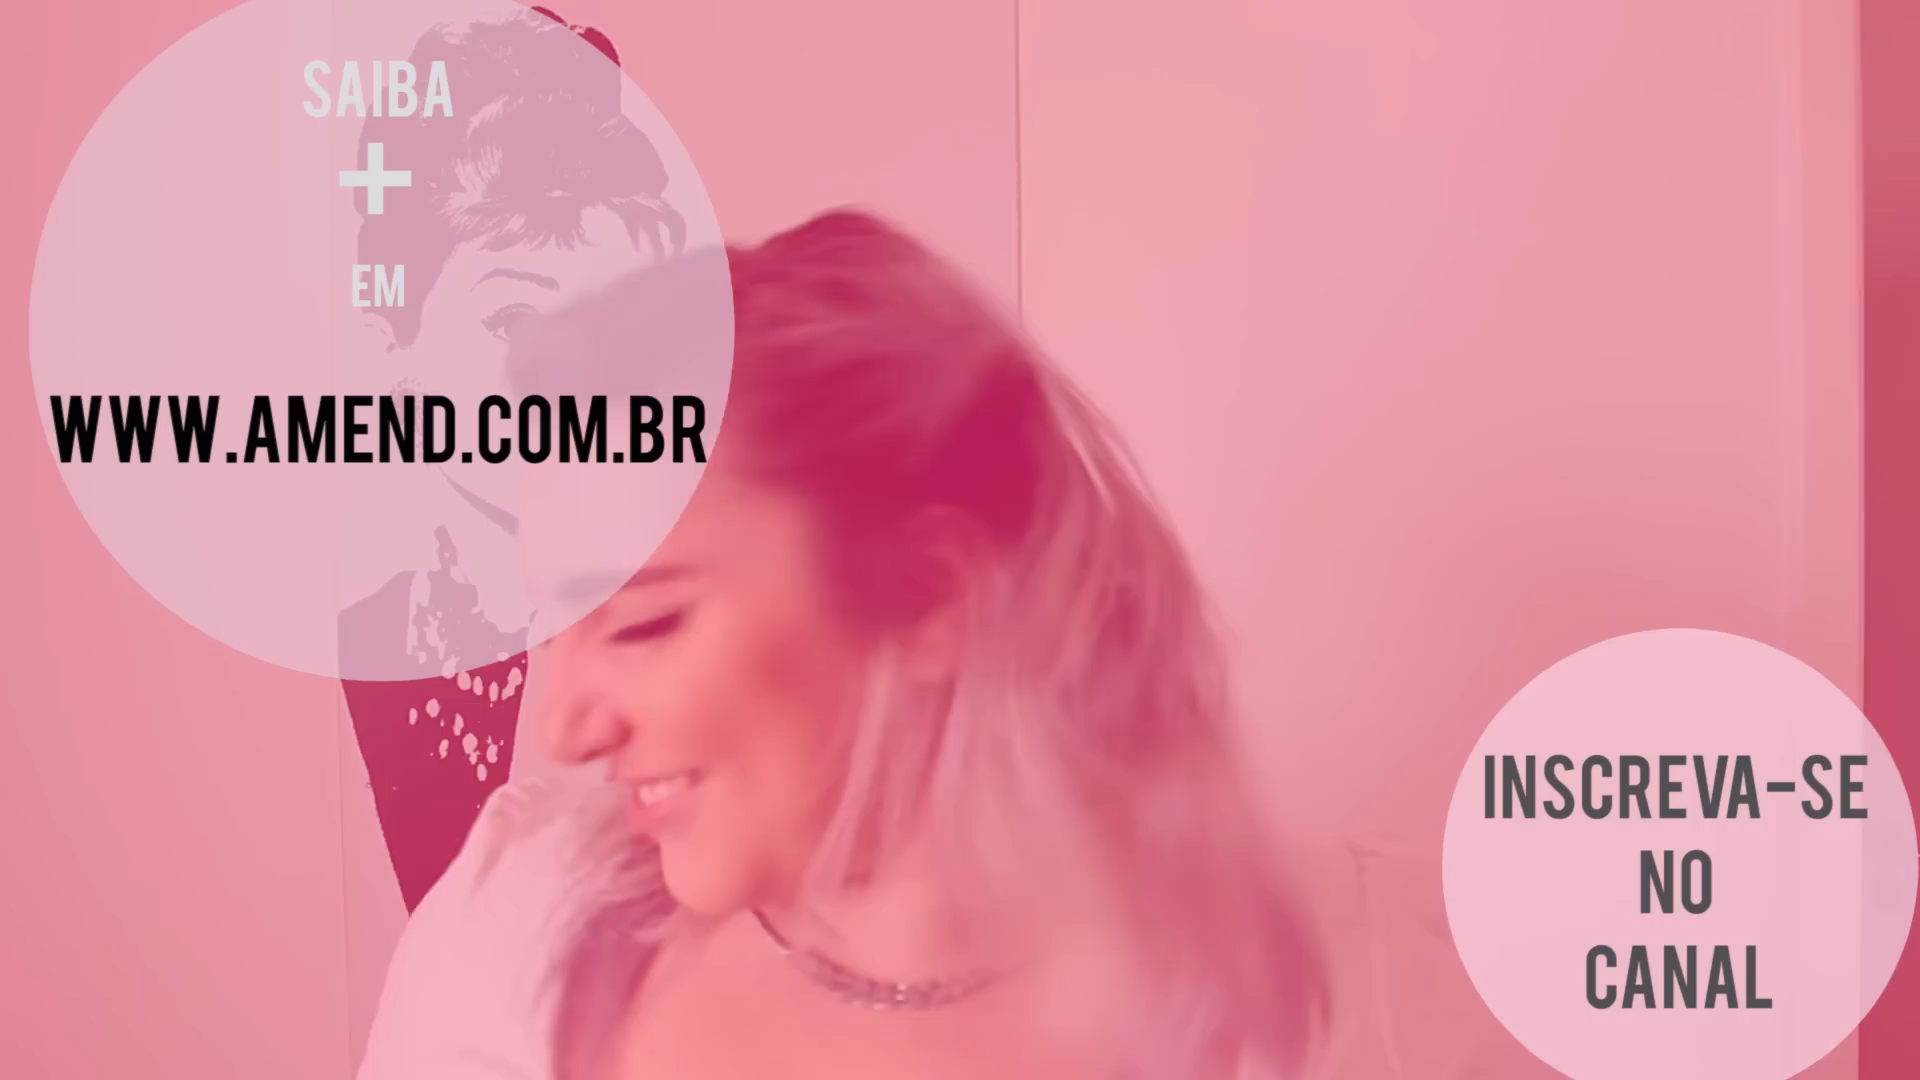 SAIBA
+
EM
WWW.AMEND.COM.BR
INSCREVA-SE
NO
CANAL